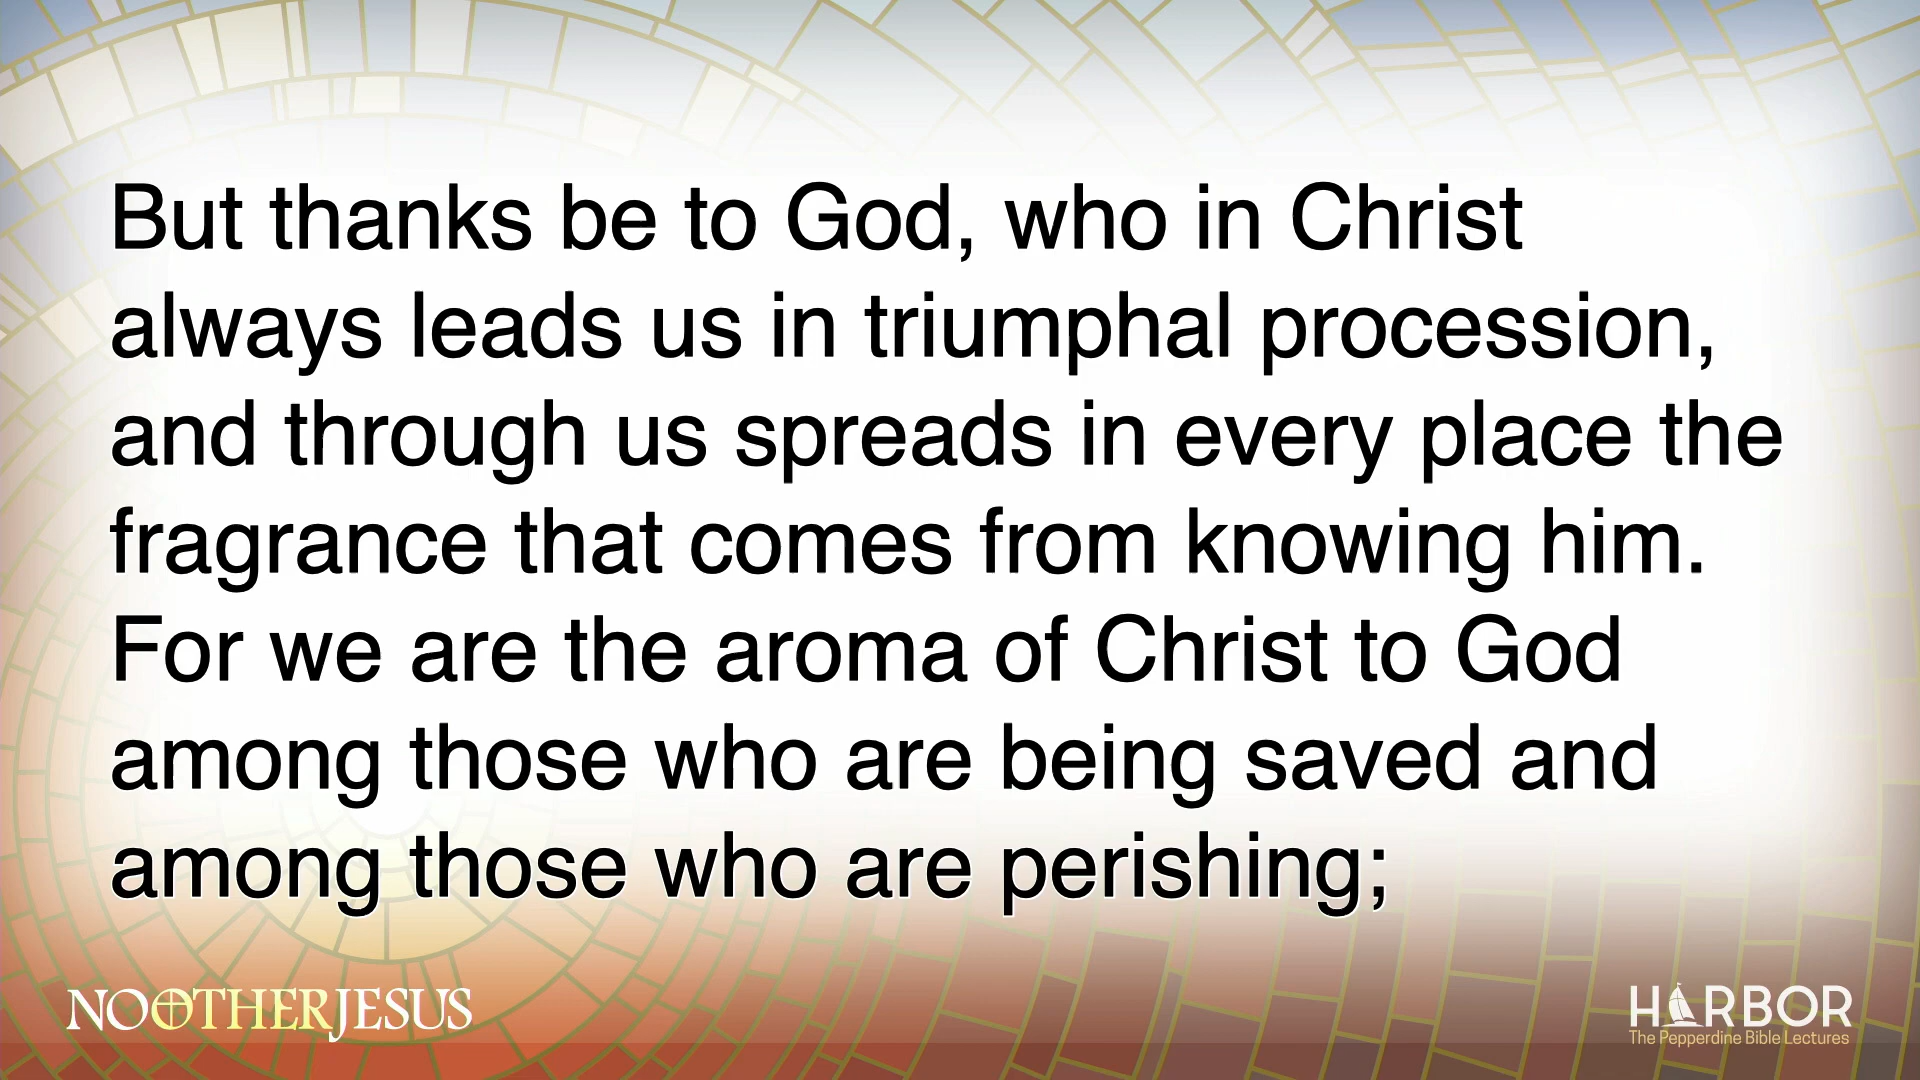 But thanks be to God, who in Christ
always leads us in triumphal procession,
and through us spreads in every place the
fragrance that comes from knowing him.
For we are the aroma of Christ to God
among those who are being saved and
among those who are perishing;
NOOTHERJESUS
HARBOR
The Pepperdine Bible Lectures